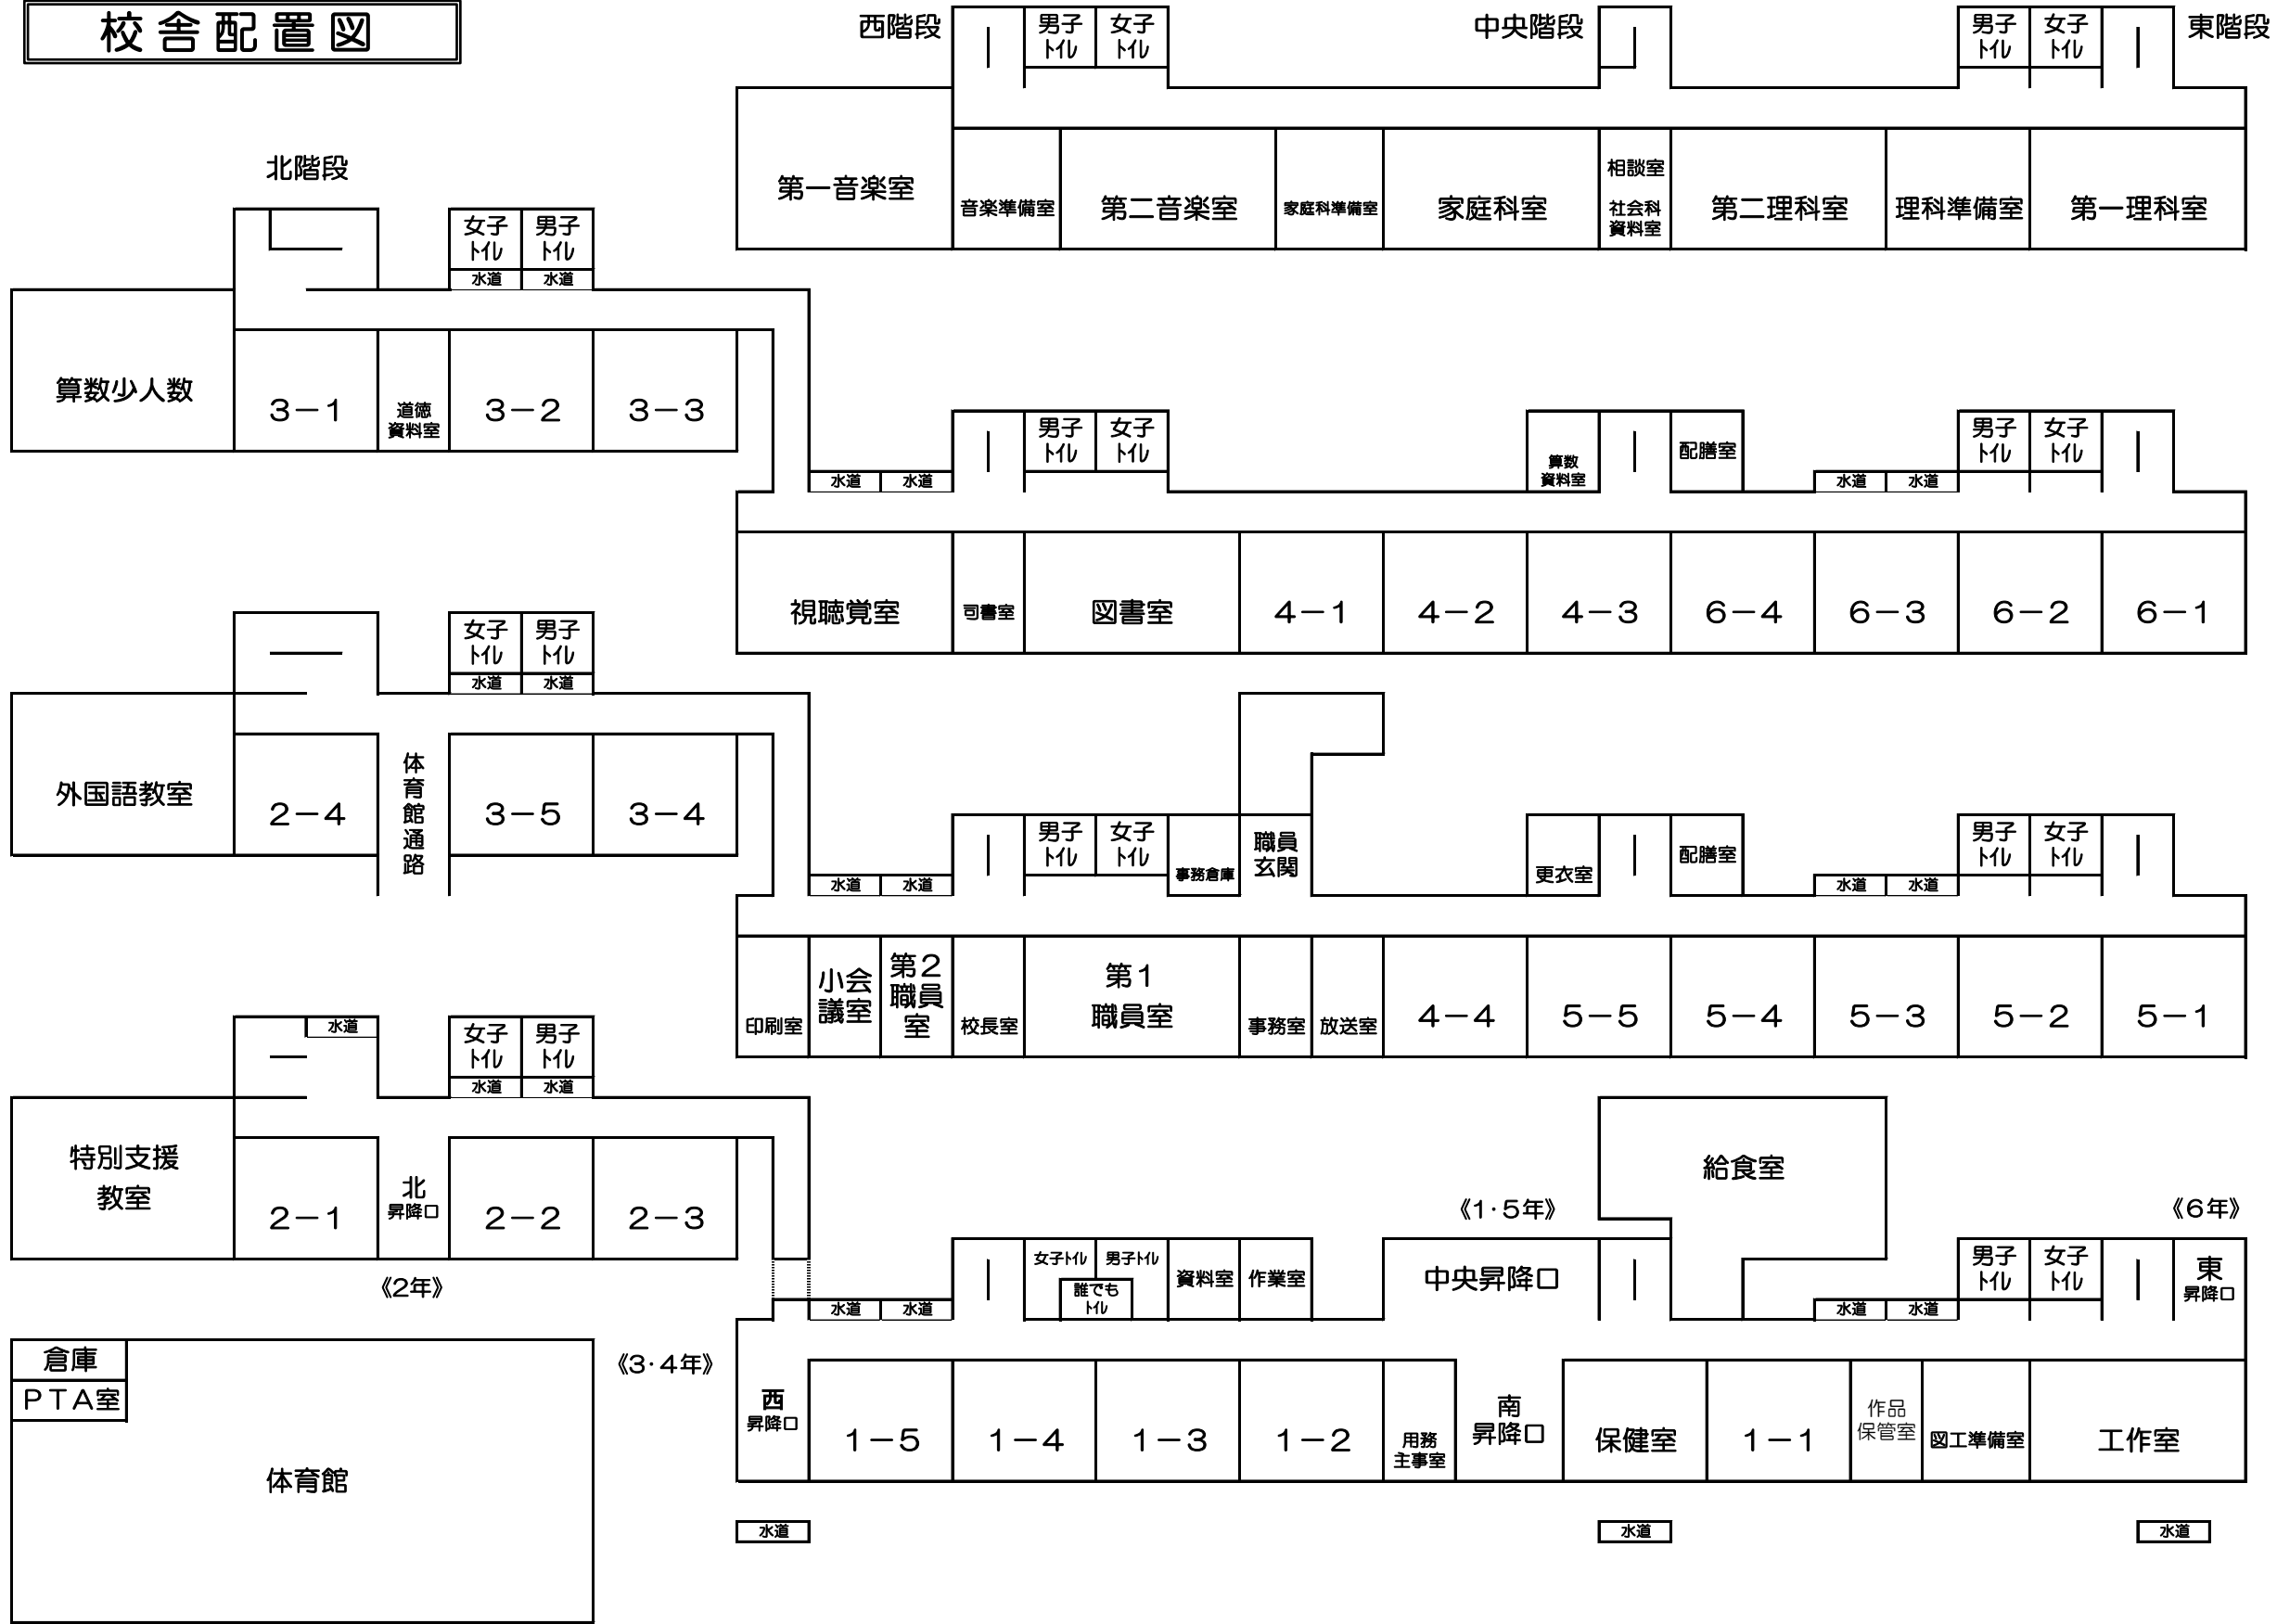 校舎配置図
西階段
男子
トイレ
女子
トイレ
中央階段
男子
トイレ
女子
トイレ
東階段
第一音楽室
音楽準備室
第二音楽室
家庭科準備室
家庭科室
相談室
社会科
資料室
第二理科室
理科準備室
第一理科室
北階段
女子
トイレ
男子
トイレ
水道
水道
算数少人数
3－1
道徳
資料室
3－2
3－3
水道
水道
男子
トイレ
女子
トイレ
算数
資料室
配膳室
水道
水道
男子
トイレ
女子
トイレ
視聴覚室
司書室
図書室
4－1
4－2
4－3
6－4
6－3
6－2
6－1
女子
トイレ
男子
トイレ
水道
水道
外国語教室
2－4
体育館通路
3－5
3－4
水道
水道
男子
トイレ
女子
トイレ
事務倉庫
職員
玄関
更衣室
配膳室
水道
水道
男子
トイレ
女子
トイレ
印刷室
小会
議室
第2
職員
室
校長室
第1
職員室
事務室
放送室
4－4
5－5
5－4
5－3
5－2
5－1
水道
女子
トイレ
男子
トイレ
水道
水道
特別支援
教室
2－1
北
昇降口
2－2
2－3
《2年》
給食室
《1・5年》
《6年》
水道
水道
女子トイレ
男子トイレ
誰でも
トイレ
資料室
作業室
中央昇降口
水道
水道
男子
トイレ
女子
トイレ
東
昇降口
《3・4年》
西
昇降口
1－5
1－4
1－3
1－2
用務
主事室
南
昇降口
保健室
1－1
作品
保管室
図工準備室
工作室
倉庫
PTA室
体育館
水道
水道
水道